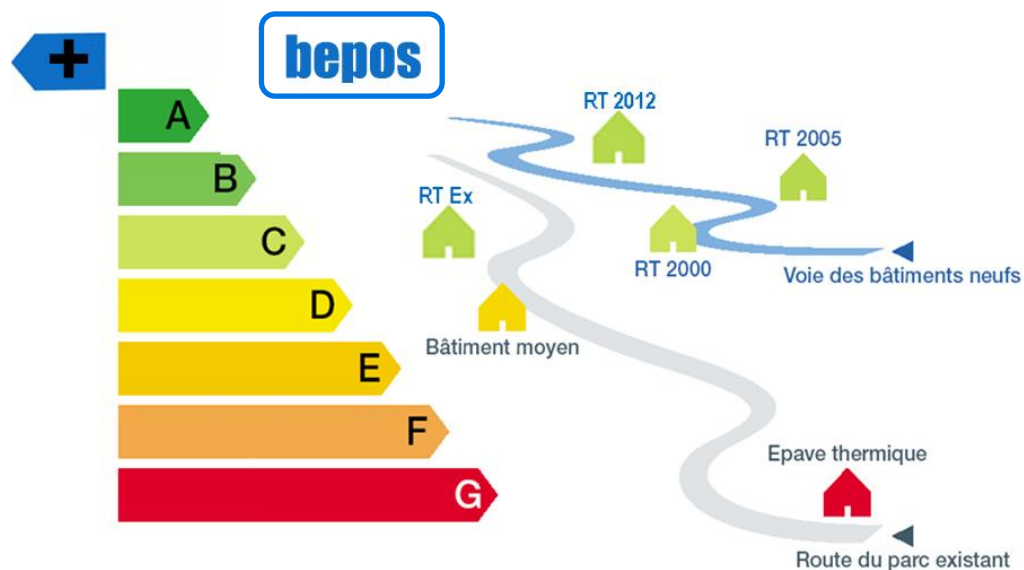 +
bepos
A
B
C
D
E
F
G
RT 2012
RT 2005
RT Ex
RT 2000
Voie des bâtiments neufs
Bâtiment moyen
Epave thermique
Route du parc existant